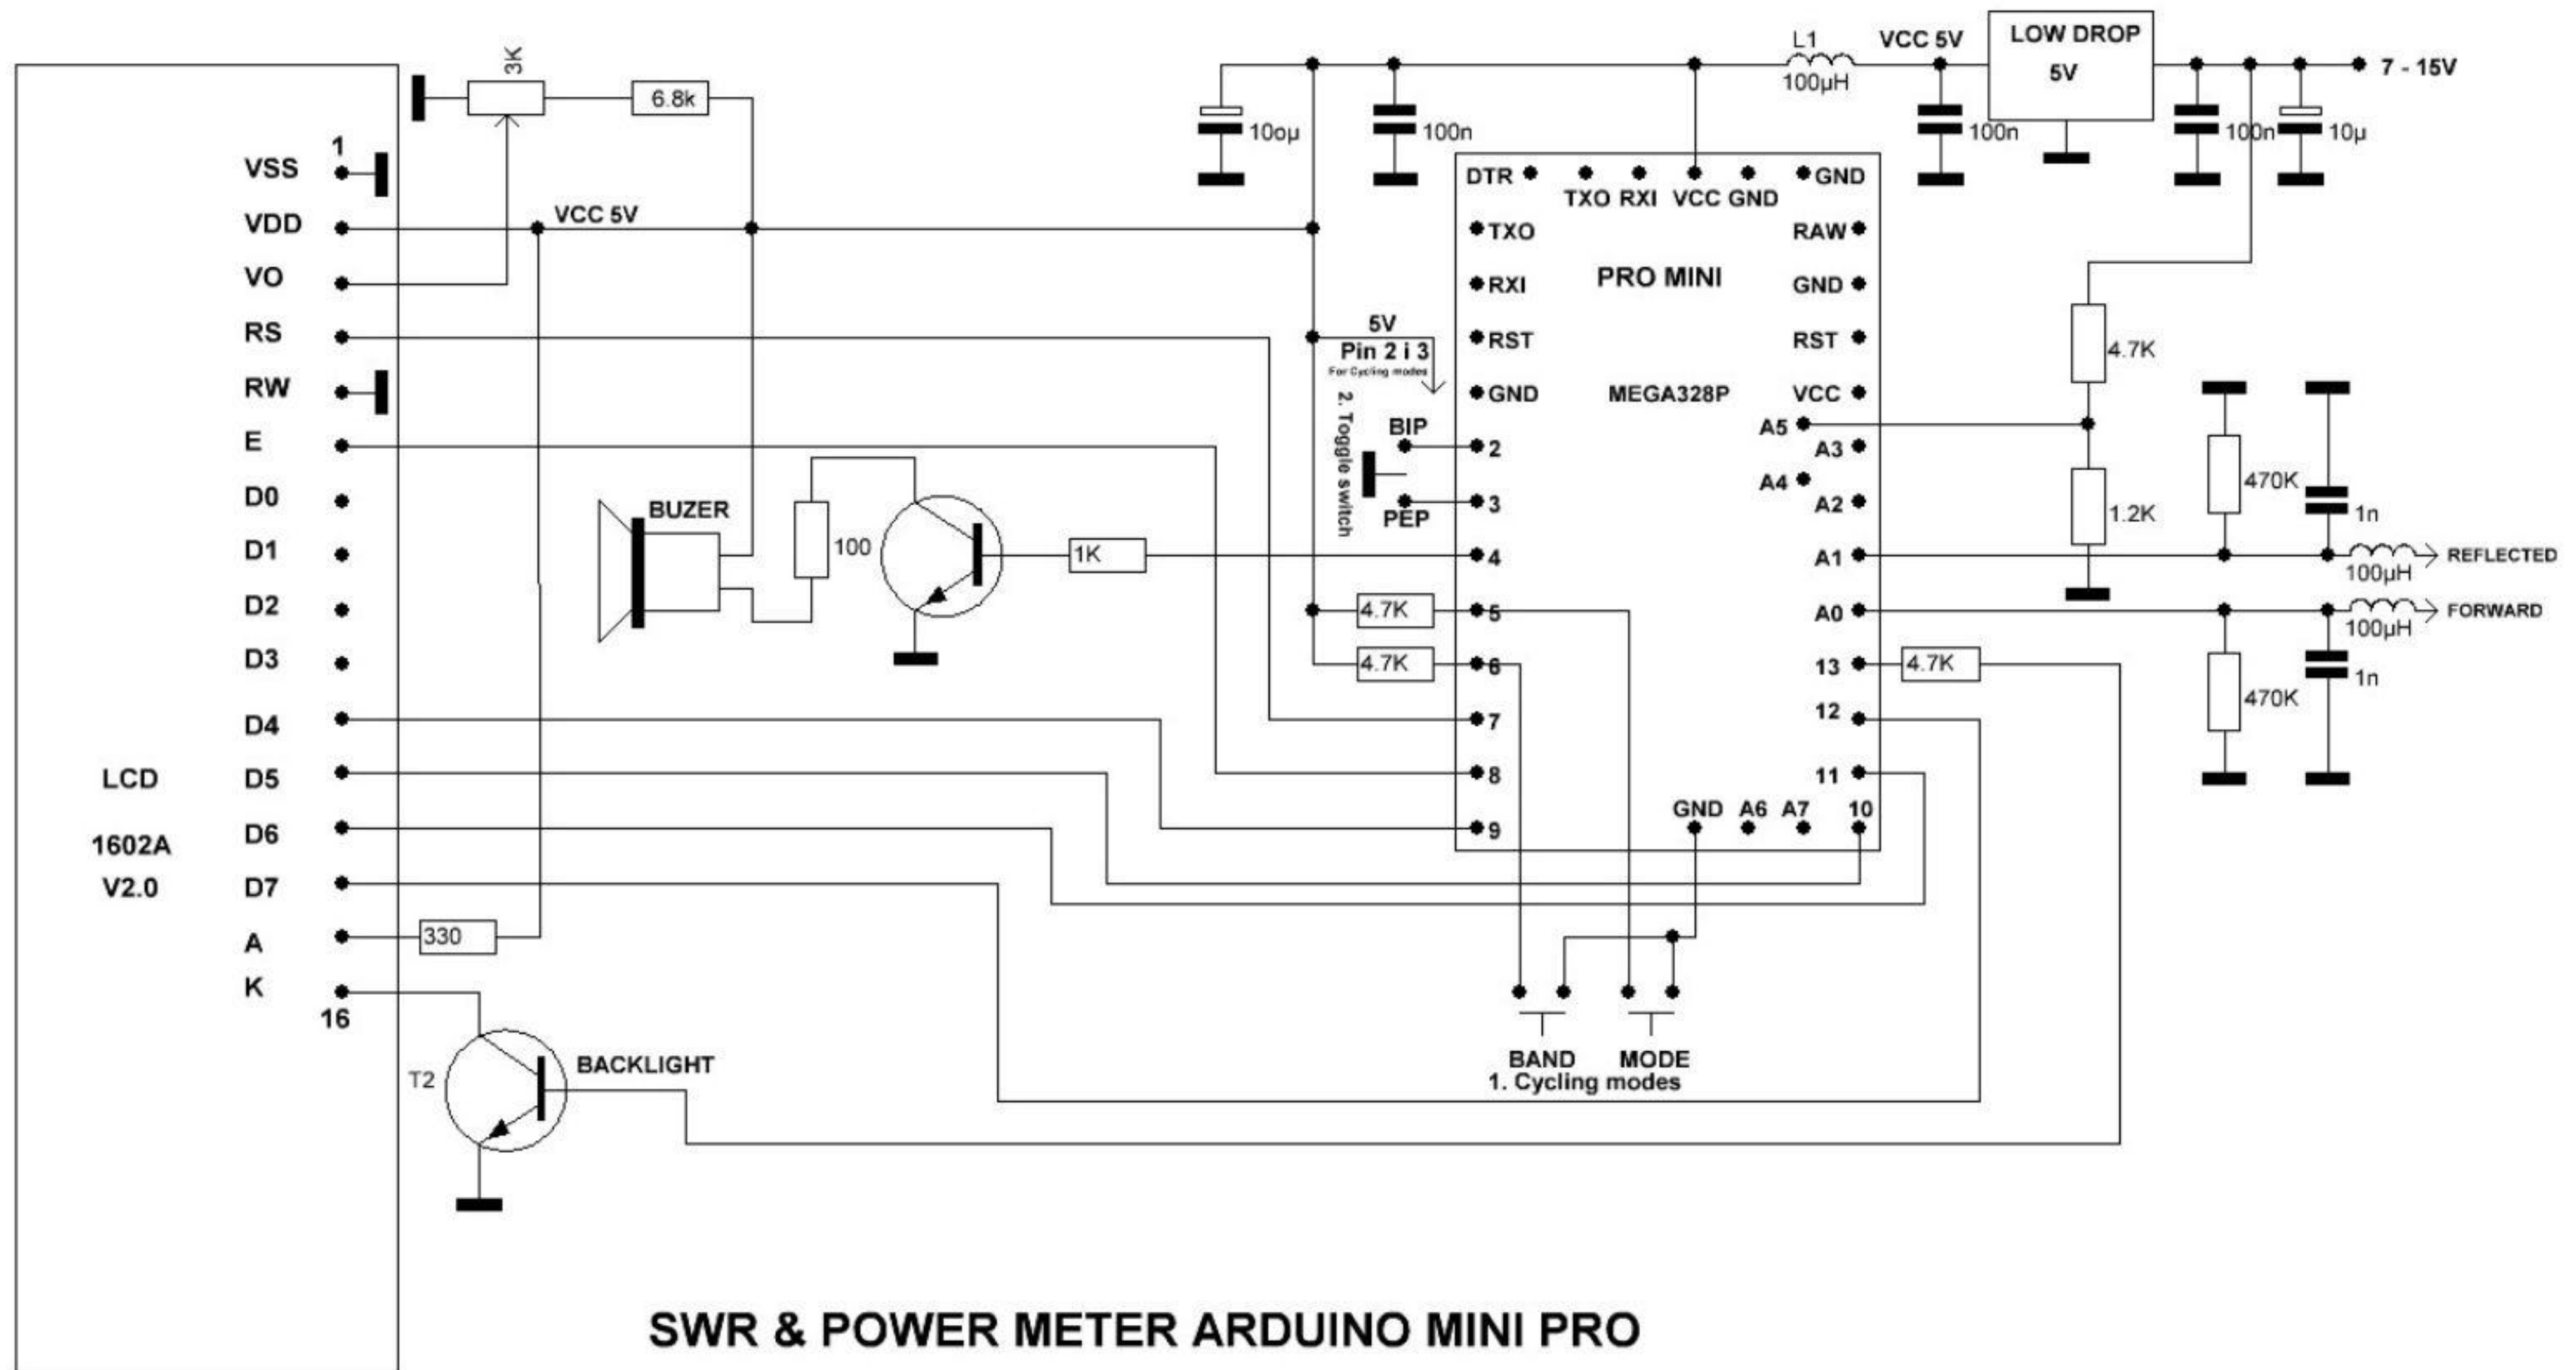 3K
6.8k
1
VSS
VDD
VCC 5V
VO
RS
RW
E
D0
D1
D2
D3
D4
D5
D6
D7
A
K
16
LCD
1602A
V2.0
330
T2
BACKLIGHT
BUZER
100
1K
10oµ
100n
L1
100µH
VCC 5V
100n
LOW DROP
5V
100n
10µ
7 - 15V
DTR
TXO RXI VCC GND
GND
TXO
RXI
RST
GND
2
3
4
5
6
7
8
9
PRO MINI
MEGA328P
RAW
GND
RST
VCC
A5
A3
A4
A2
A1
A0
13
12
11
GND A6 A7 10
5V
Pin 2 i 3
For Cycling modes
2. Toggle switch
BIP
PEP
4.7K
4.7K
4.7K
1.2K
470K
1n
100µH
REFLECTED
100µH
FORWARD
4.7K
470K
1n
BAND MODE
1. Cycling modes
SWR & POWER METER ARDUINO MINI PRO